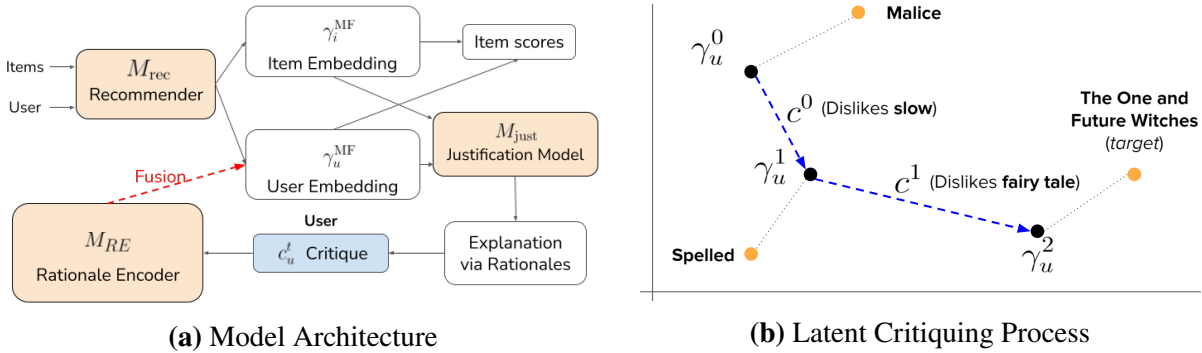 Items
User
M_rec
Recommender
γ_i^MF
Item Embedding
Item scores
γ_u^MF
User Embedding
M_just
Justification Model
Fusion
M_RE
Rationale Encoder
User
c_u^t Critique
Explanation
via Rationales
(a) Model Architecture
Malice
γ_u^0
c^0 (Dislikes slow)
The One and
Future Witches
(target)
γ_u^1
c^1 (Dislikes fairy tale)
Spelled
γ_u^2
(b) Latent Critiquing Process